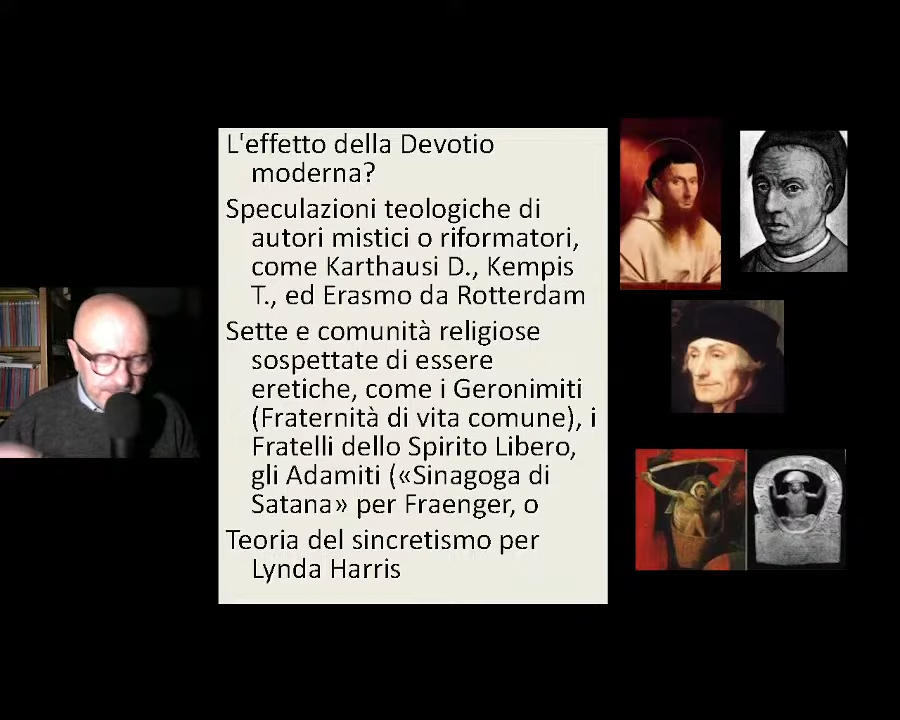 L'effetto della Devotio
moderna?
Speculazioni teologiche di
autori mistici o riformatori,
come Karthausi D., Kempis
T., ed Erasmo da Rotterdam
Sette e comunità religiose
sospettate di essere
eretiche, come i Geronimiti
(Fraternità di vita comune), i
Fratelli dello Spirito Libero,
gli Adamiti («Sinagoga di
Satana» per Fraenger, o
Teoria del sincretismo per
Lynda Harris